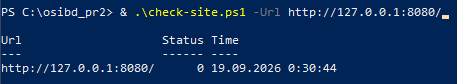 PS C:\osibd_pr2> & .\check-site.ps1 -Url http://127.0.0.1:8080/
Url Status Time
--- ------ ----
http://127.0.0.1:8080/ 0 19.09.2026 0:30:44